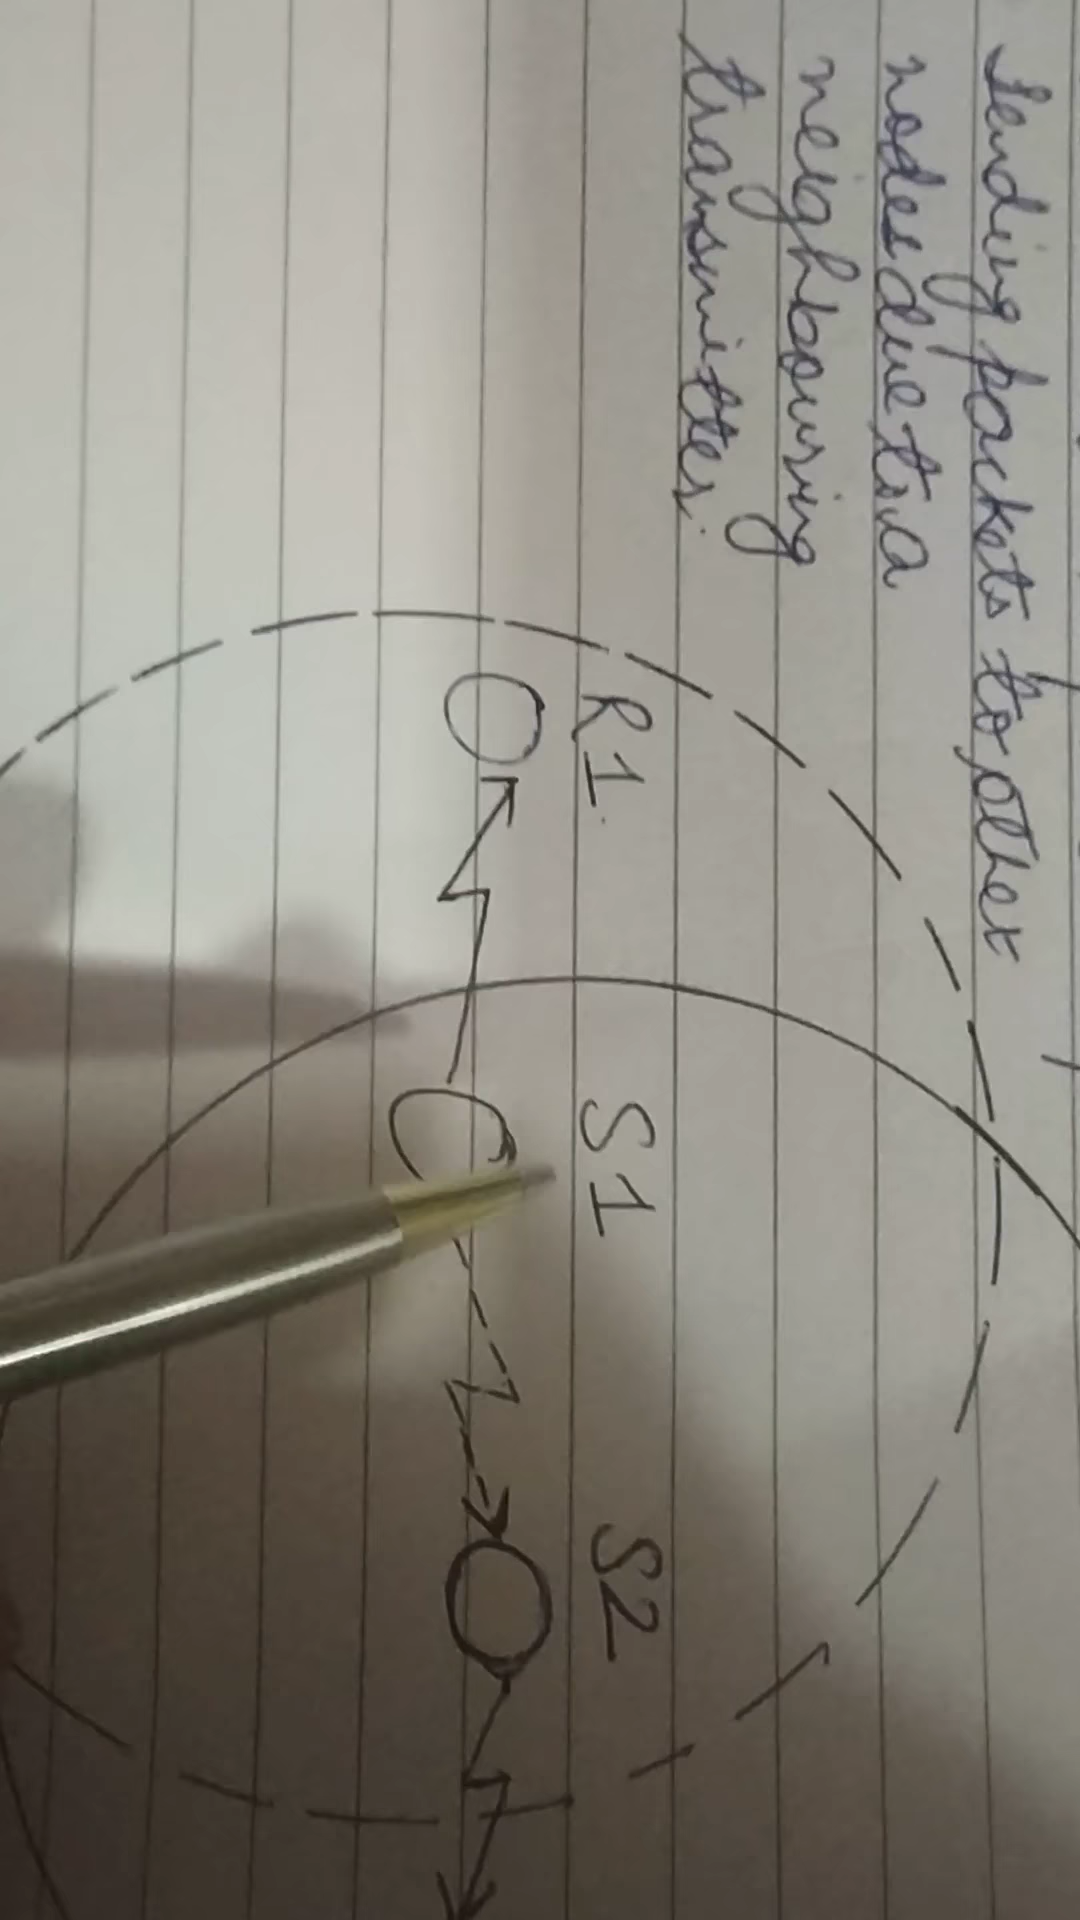 sending packets to other
nodes due to a
neighbouring
transmitter.
R1.
S1
S2